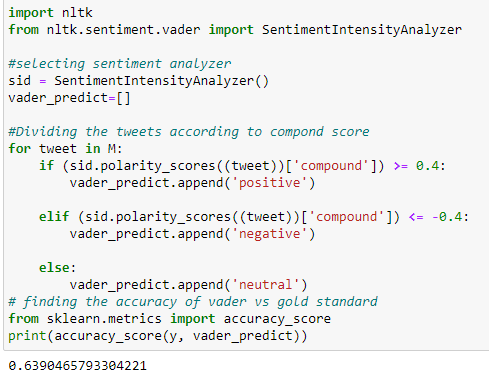 import nltk
from nltk.sentiment.vader import SentimentIntensityAnalyzer
#selecting sentiment analyzer
sid = SentimentIntensityAnalyzer()
vader_predict=[]
#Dividing the tweets according to compond score
for tweet in M:
    if (sid.polarity_scores((tweet))['compound']) >= 0.4:
        vader_predict.append('positive')
    elif (sid.polarity_scores((tweet))['compound']) <= -0.4:
        vader_predict.append('negative')
    else:
        vader_predict.append('neutral')
# finding the accuracy of vader vs gold standard
from sklearn.metrics import accuracy_score
print(accuracy_score(y, vader_predict))
0.6390465793304221